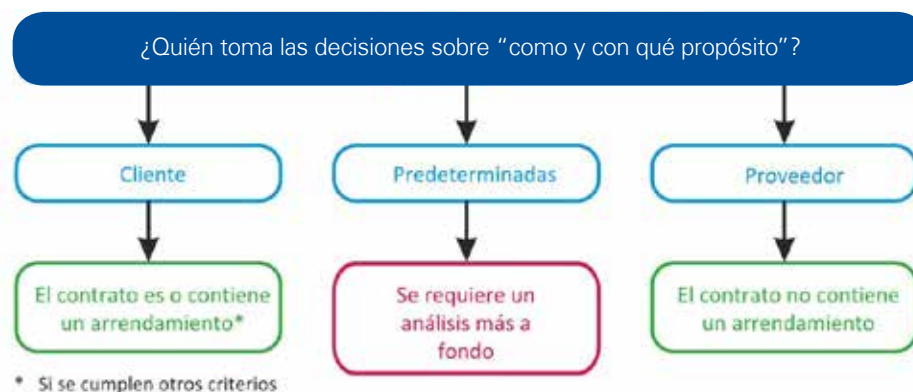 ¿Quién toma las decisiones sobre “como y con qué propósito”?
Cliente
Predeterminadas
Proveedor
El contrato es o contiene
un arrendamiento*
Se requiere un
análisis más a
fondo
El contrato no contiene
un arrendamiento
* Si se cumplen otros criterios